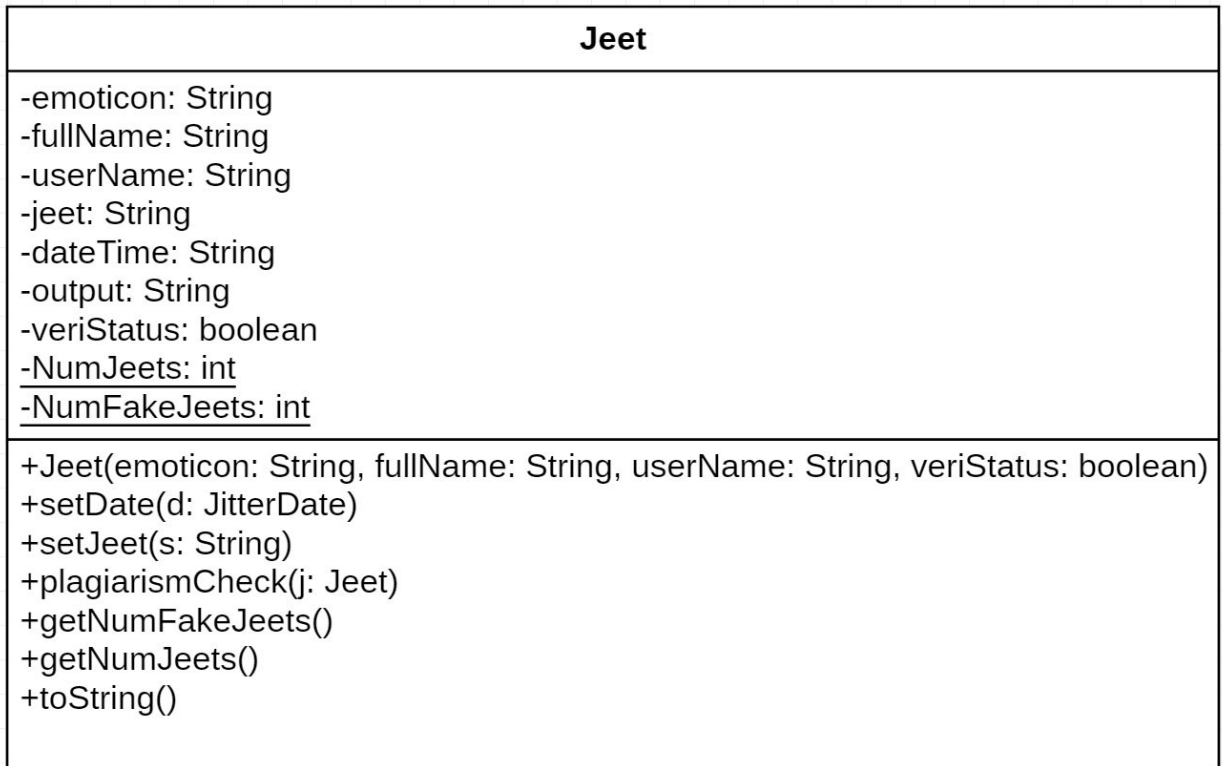 Jeet
-emoticon: String
-fullName: String
-userName: String
-jeet: String
-dateTime: String
-output: String
-veriStatus: boolean
-NumJeets: int
-NumFakeJeets: int
+Jeet(emoticon: String, fullName: String, userName: String, veriStatus: boolean)
+setDate(d: JitterDate)
+setJeet(s: String)
+plagiarismCheck(j: Jeet)
+getNumFakeJeets()
+getNumJeets()
+toString()